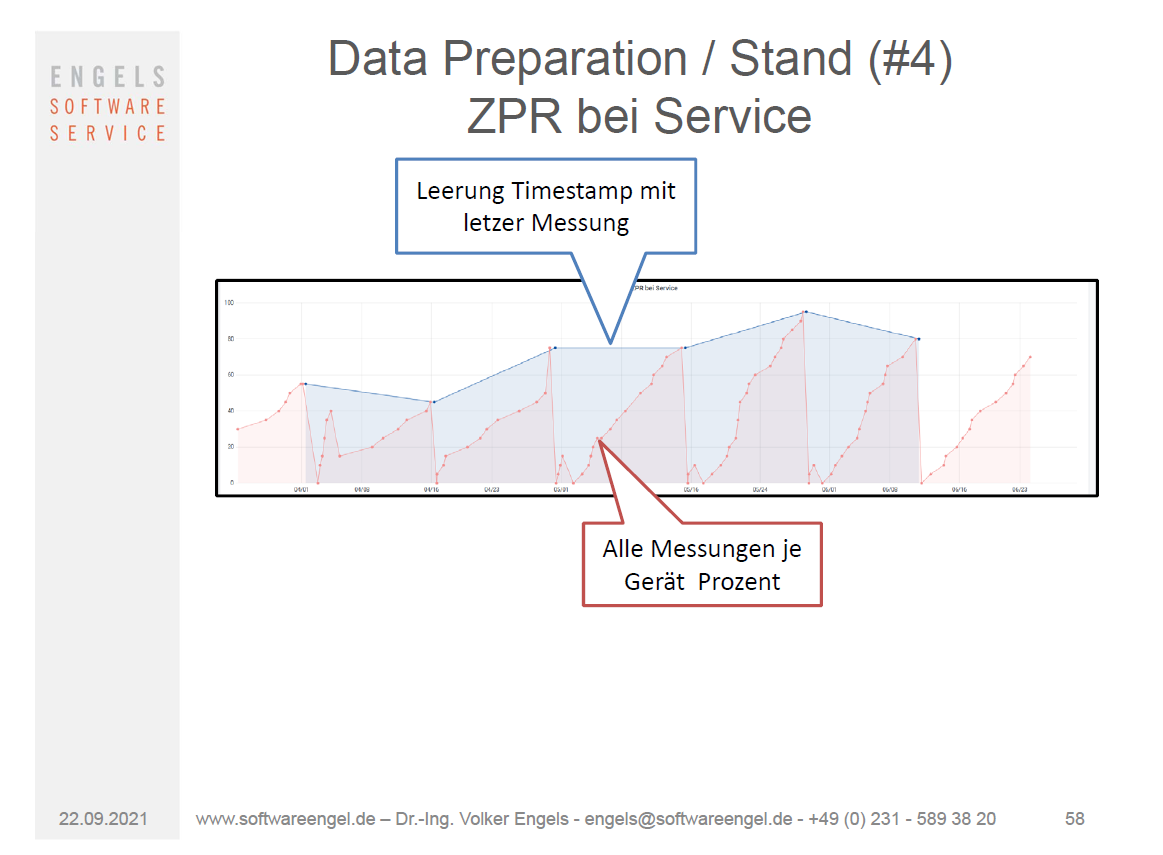 Data Preparation / Stand (#4)
ZPR bei Service
ENGELS
SOFTWARE
SERVICE
Leerung Timestamp mit
letzer Messung
PR bei Service
100
80
60
40
20
0
04/01 04/08 04/16 04/23 05/01 05/16 05/24 06/01 06/08 06/16 06/23
Alle Messungen je
Gerät Prozent
22.09.2021 www.softwareengel.de – Dr.-Ing. Volker Engels - engels@softwareengel.de - +49 (0) 231 - 589 38 20 58